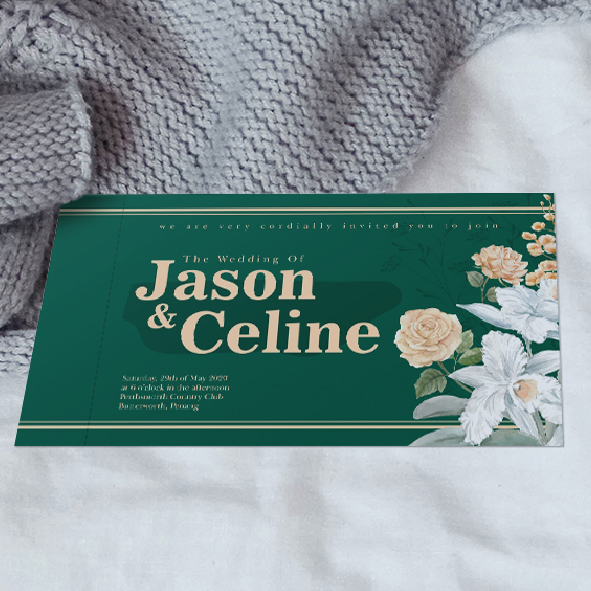 we are very cordially invited you to join
The Wedding Of
Jason
&
Celine
Saturday, 29th of May 2029
at 6 o'clock in the afternoon
Country Club
Butterworth, Penang